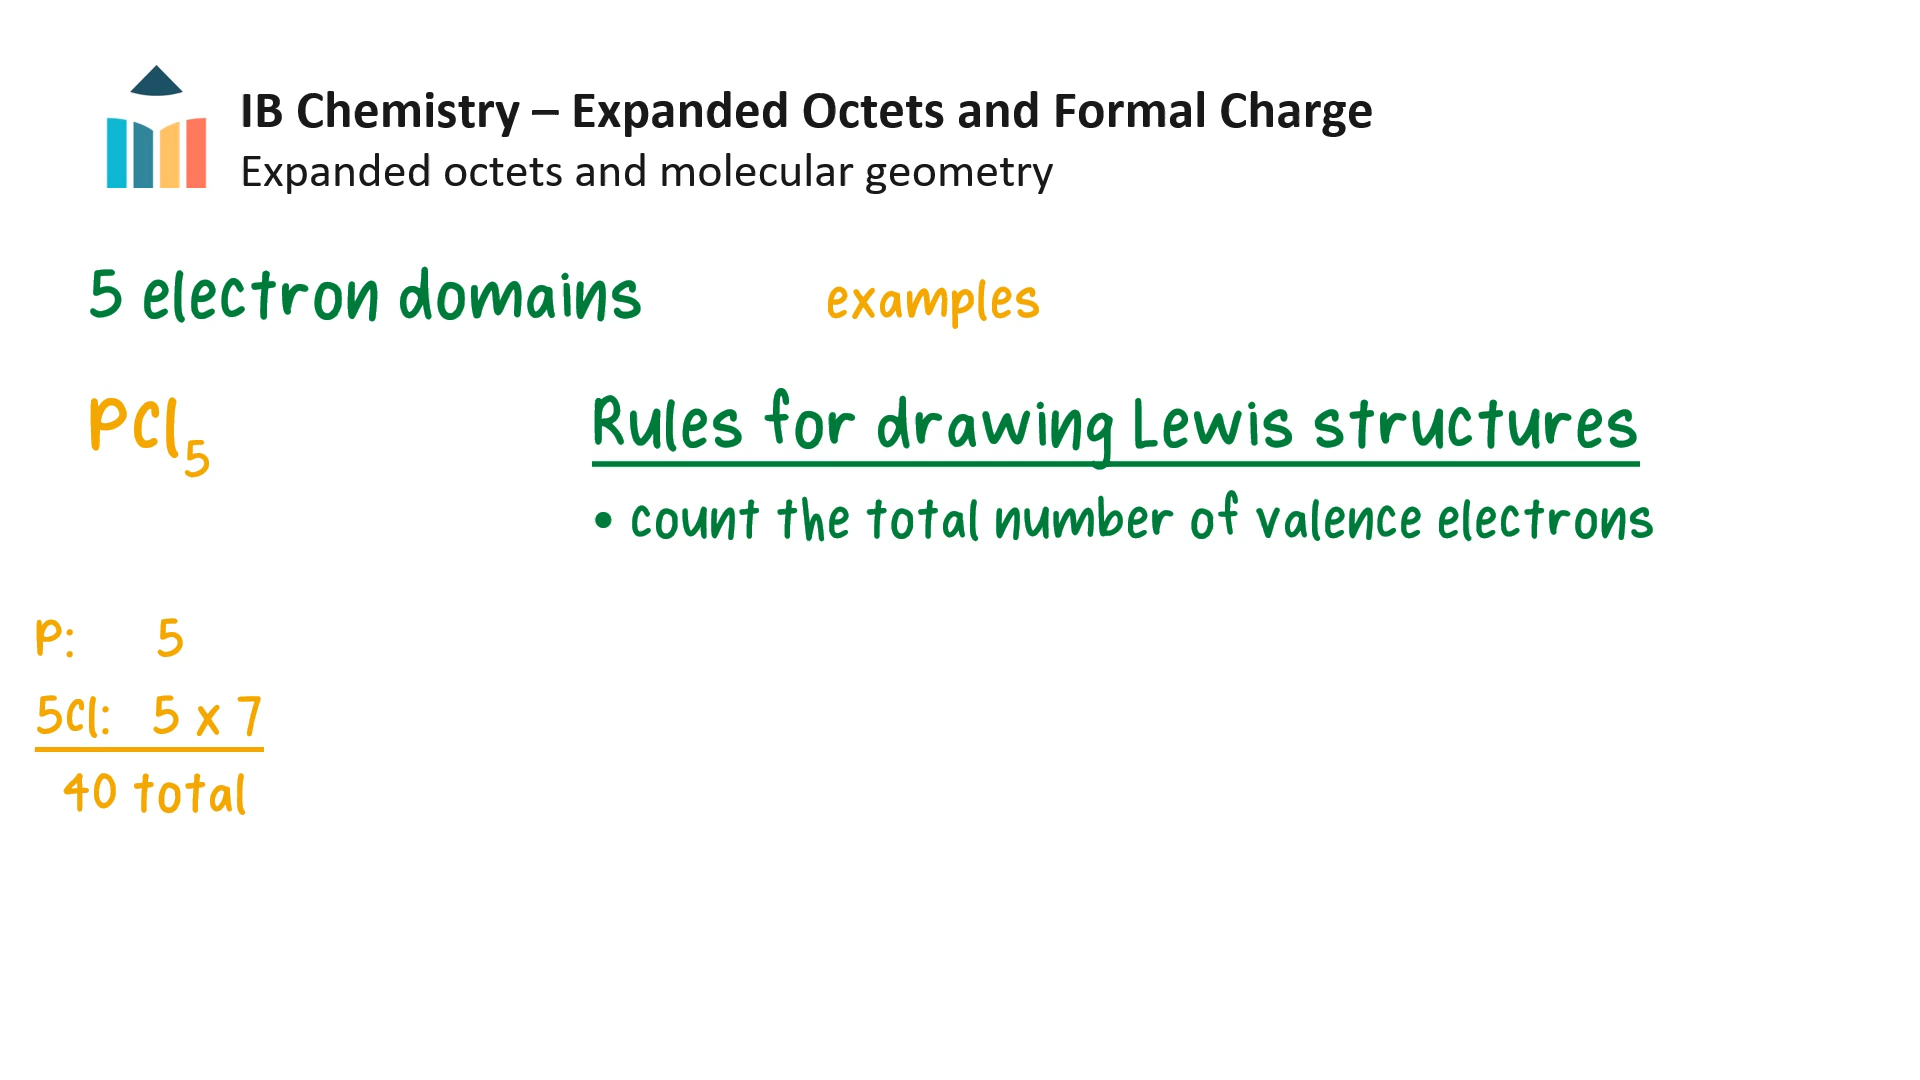 IB Chemistry – Expanded Octets and Formal Charge
Expanded octets and molecular geometry
5 electron domains examples
PCl₅
Rules for drawing Lewis structures
• count the total number of valence electrons
P: 5
5Cl: 5 x 7
40 total